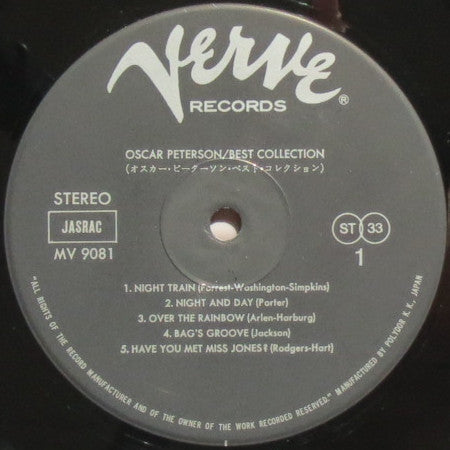 Verve
RECORDS ®
OSCAR PETERSON/BEST COLLECTION
(オスカー・ピーターソン・ベスト・コレクション)
STEREO
JASRAC
MV 9081
ST 33
1
1. NIGHT TRAIN (Forrest-Washington-Simpkins)
2. NIGHT AND DAY (Porter)
3. OVER THE RAINBOW (Arlen-Harburg)
4. BAG'S GROOVE (Jackson)
5. HAVE YOU MET MISS JONES? (Rodgers-Hart)
"ALL RIGHTS OF THE RECORD MANUFACTURER AND OF THE OWNER OF THE WORK RECORDED RESERVED." MANUFACTURED BY POLYDOR K. K., JAPAN